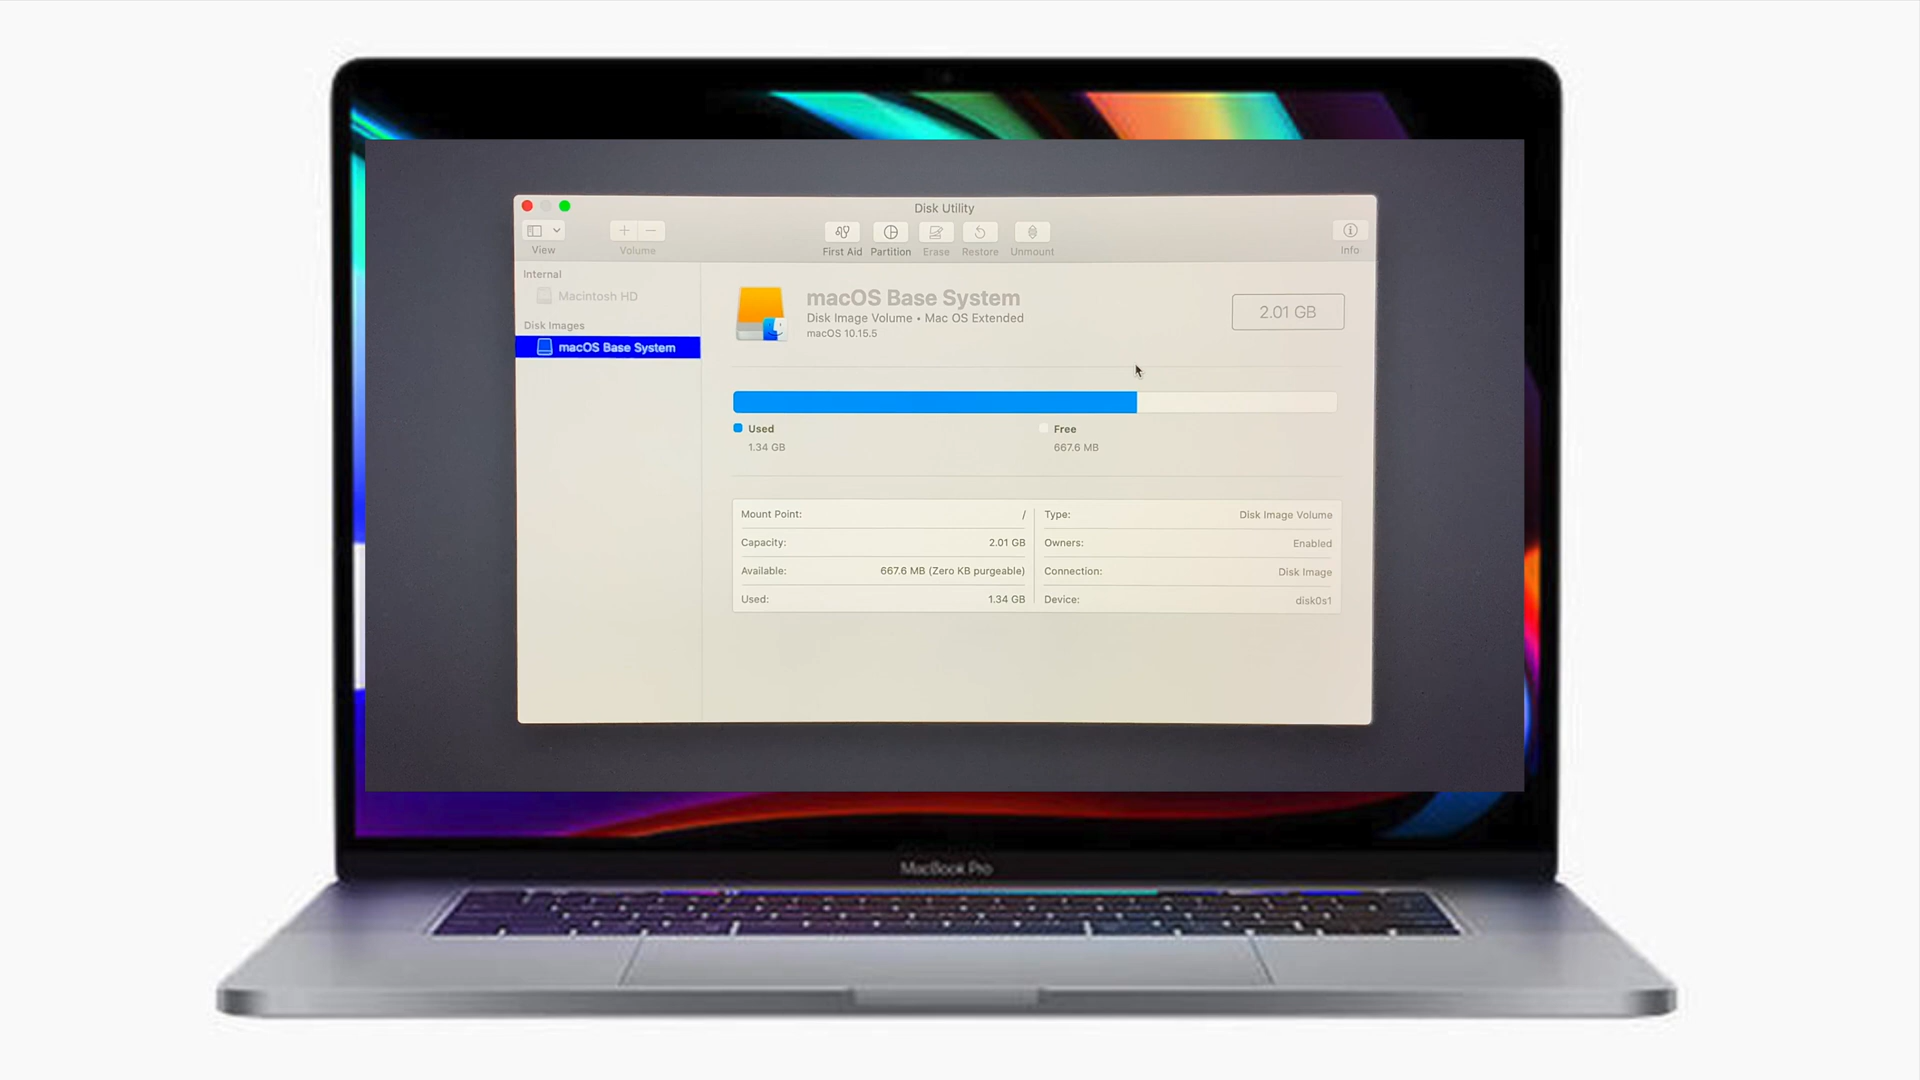 Disk Utility
View
Volume
First Aid
Partition
Erase
Restore
Unmount
Info
Internal
Macintosh HD
Disk Images
macOS Base System
macOS Base System
Disk Image Volume • Mac OS Extended
macOS 10.15.5
2.01 GB
Used
1.34 GB
Free
667.6 MB
Mount Point: /
Capacity: 2.01 GB
Available: 667.6 MB (Zero KB purgeable)
Used: 1.34 GB
Type: Disk Image Volume
Owners: Enabled
Connection: Disk Image
Device: disk0s1
MacBook Pro